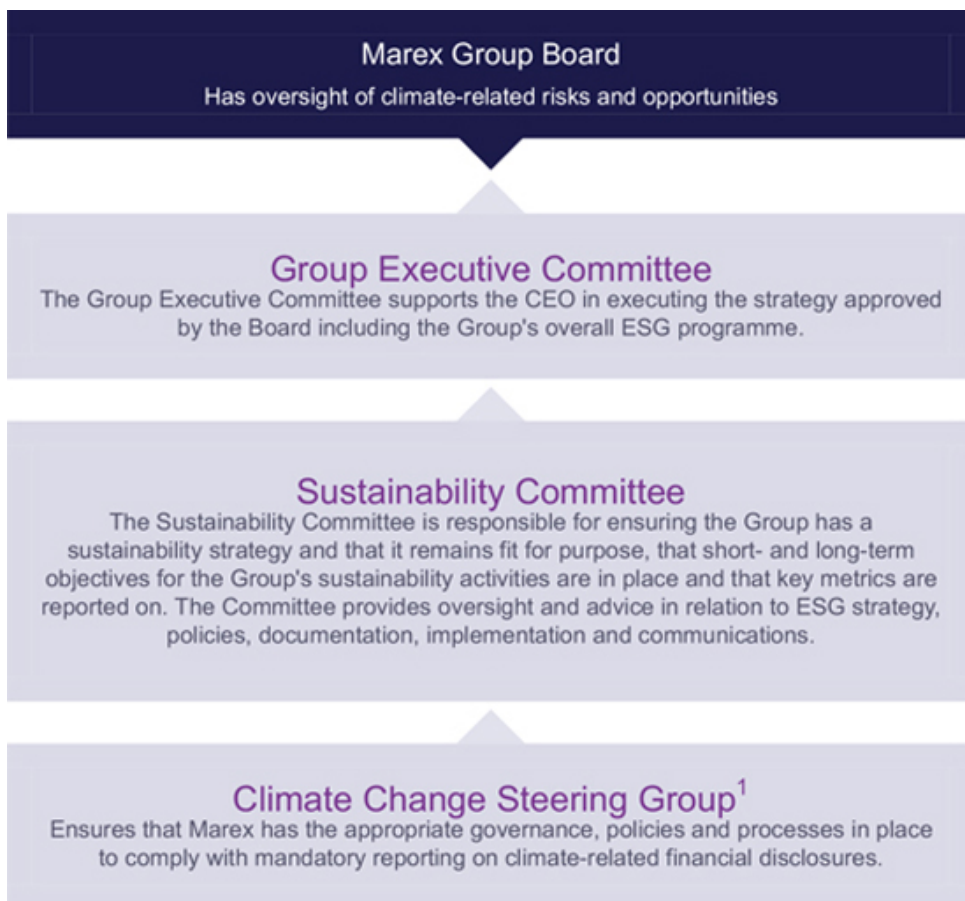 Marex Group Board
Has oversight of climate-related risks and opportunities
Group Executive Committee
The Group Executive Committee supports the CEO in executing the strategy approved
by the Board including the Group's overall ESG programme.
Sustainability Committee
The Sustainability Committee is responsible for ensuring the Group has a
sustainability strategy and that it remains fit for purpose, that short- and long-term
objectives for the Group's sustainability activities are in place and that key metrics are
reported on. The Committee provides oversight and advice in relation to ESG strategy,
policies, documentation, implementation and communications.
Climate Change Steering Group¹
Ensures that Marex has the appropriate governance, policies and processes in place
to comply with mandatory reporting on climate-related financial disclosures.